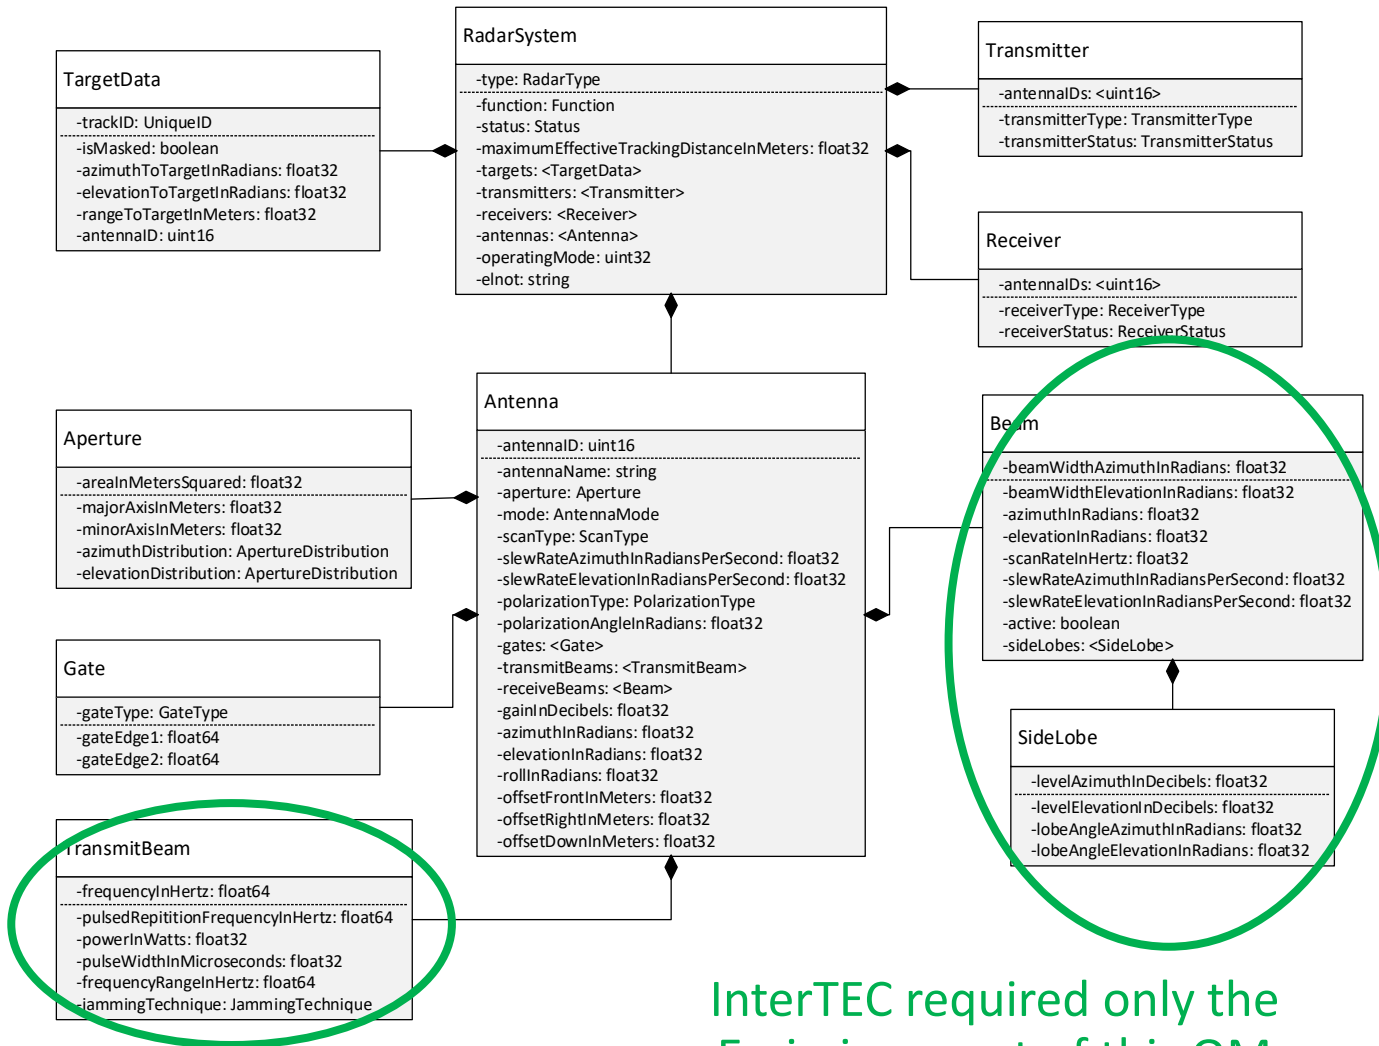 RadarSystem
-type: RadarType
-function: Function
-status: Status
-maximumEffectiveTrackingDistanceInMeters: float32
-targets: <TargetData>
-transmitters: <Transmitter>
-receivers: <Receiver>
-antennas: <Antenna>
-operatingMode: uint32
-elnot: string
TargetData
-trackID: UniqueID
-isMasked: boolean
-azimuthToTargetInRadians: float32
-elevationToTargetInRadians: float32
-rangeToTargetInMeters: float32
-antennaID: uint16
Transmitter
-antennaIDs: <uint16>
-transmitterType: TransmitterType
-transmitterStatus: TransmitterStatus
Receiver
-antennaIDs: <uint16>
-receiverType: ReceiverType
-receiverStatus: ReceiverStatus
Antenna
-antennaID: uint16
-antennaName: string
-aperture: Aperture
-mode: AntennaMode
-scanType: ScanType
-slewRateAzimuthInRadiansPerSecond: float32
-slewRateElevationInRadiansPerSecond: float32
-polarizationType: PolarizationType
-polarizationAngleInRadians: float32
-gates: <Gate>
-transmitBeams: <TransmitBeam>
-receiveBeams: <Beam>
-gainInDecibels: float32
-azimuthInRadians: float32
-elevationInRadians: float32
-rollInRadians: float32
-offsetFrontInMeters: float32
-offsetRightInMeters: float32
-offsetDownInMeters: float32
Aperture
-areaInMetersSquared: float32
-majorAxisInMeters: float32
-minorAxisInMeters: float32
-azimuthDistribution: ApertureDistribution
-elevationDistribution: ApertureDistribution
Gate
-gateType: GateType
-gateEdge1: float64
-gateEdge2: float64
TransmitBeam
-frequencyInHertz: float64
-pulsedRepititionFrequencyInHertz: float64
-powerInWatts: float32
-pulseWidthInMicroseconds: float32
-frequencyRangeInHertz: float64
-jammingTechnique: JammingTechnique
Beam
-beamWidthAzimuthInRadians: float32
-beamWidthElevationInRadians: float32
-azimuthInRadians: float32
-elevationInRadians: float32
-scanRateInHertz: float32
-slewRateAzimuthInRadiansPerSecond: float32
-slewRateElevationInRadiansPerSecond: float32
-active: boolean
-sideLobes: <SideLobe>
SideLobe
-levelAzimuthInDecibels: float32
-levelElevationInDecibels: float32
-lobeAngleAzimuthInRadians: float32
-lobeAngleElevationInRadians: float32
InterTEC required only the